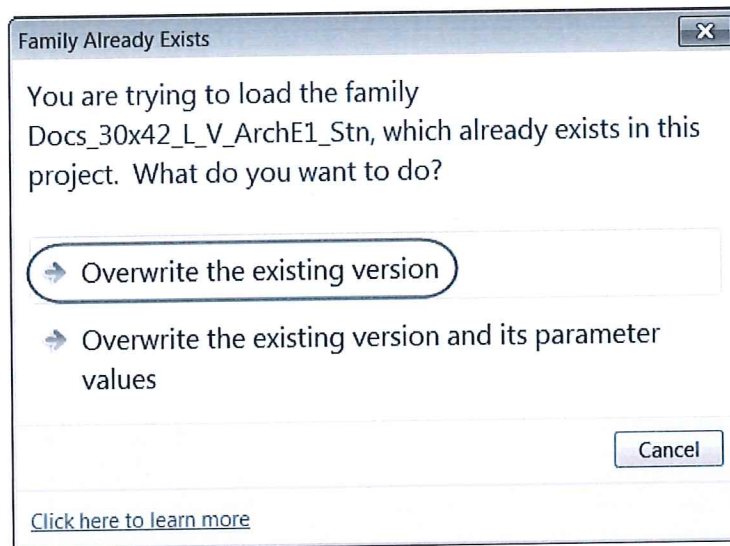 Family Already Exists
You are trying to load the family
Docs_30x42_L_V_ArchE1_Stn, which already exists in this
project. What do you want to do?
Overwrite the existing version
Overwrite the existing version and its parameter
values
Cancel
Click here to learn more